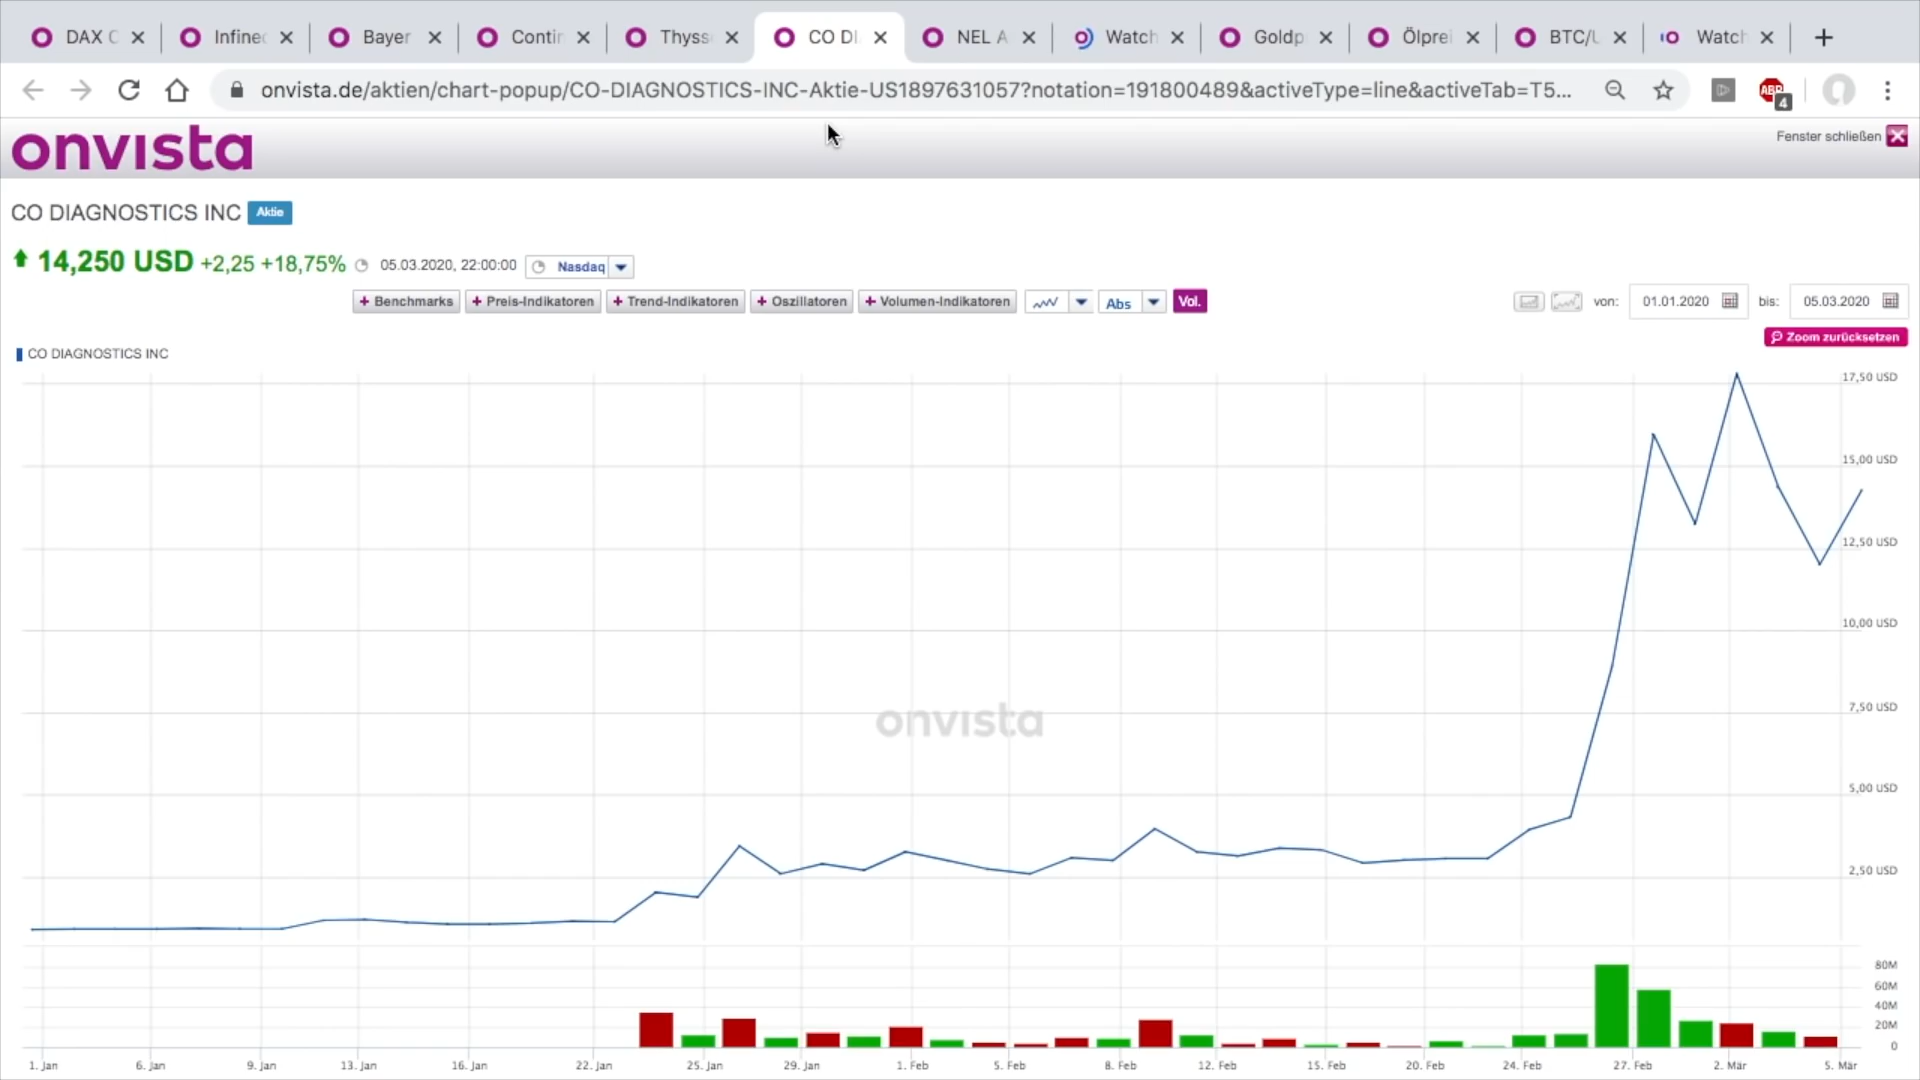 DAX C
Infinec
Bayer
Contin
Thyss
CO DI
NEL A
Watch
Goldp
Ölprei
BTC/U
Watch
onvista.de/aktien/chart-popup/CO-DIAGNOSTICS-INC-Aktie-US1897631057?notation=191800489&activeType=line&activeTab=T5...
ABP
4
onvista
Fenster schließen
CO DIAGNOSTICS INC Aktie
14,250 USD +2,25 +18,75% 05.03.2020, 22:00:00 Nasdaq
+ Benchmarks + Preis-Indikatoren + Trend-Indikatoren + Oszillatoren + Volumen-Indikatoren Abs Vol. von: 01.01.2020 bis: 05.03.2020
Zoom zurücksetzen
CO DIAGNOSTICS INC
17,50 USD
15,00 USD
12,50 USD
10,00 USD
7,50 USD
onvista
5,00 USD
2,50 USD
80M
60M
40M
20M
0
1. Jan 6. Jan 9. Jan 13. Jan 16. Jan 22. Jan 25. Jan 29. Jan 1. Feb 5. Feb 8. Feb 12. Feb 15. Feb 20. Feb 24. Feb 27. Feb 2. Mär 5. Mär